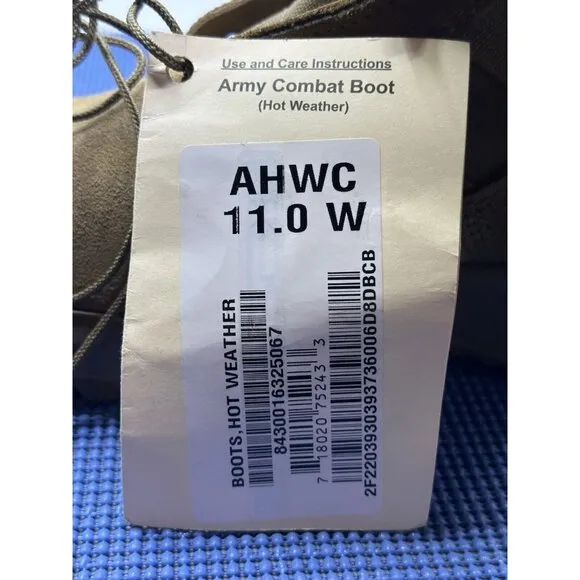 Use and Care Instructions
Army Combat Boot
(Hot Weather)
AHWC
11.0 W
BOOTS,HOT WEATHER
8430016325067
7 18020 75243 3
2F2203930393736006D8DBCB